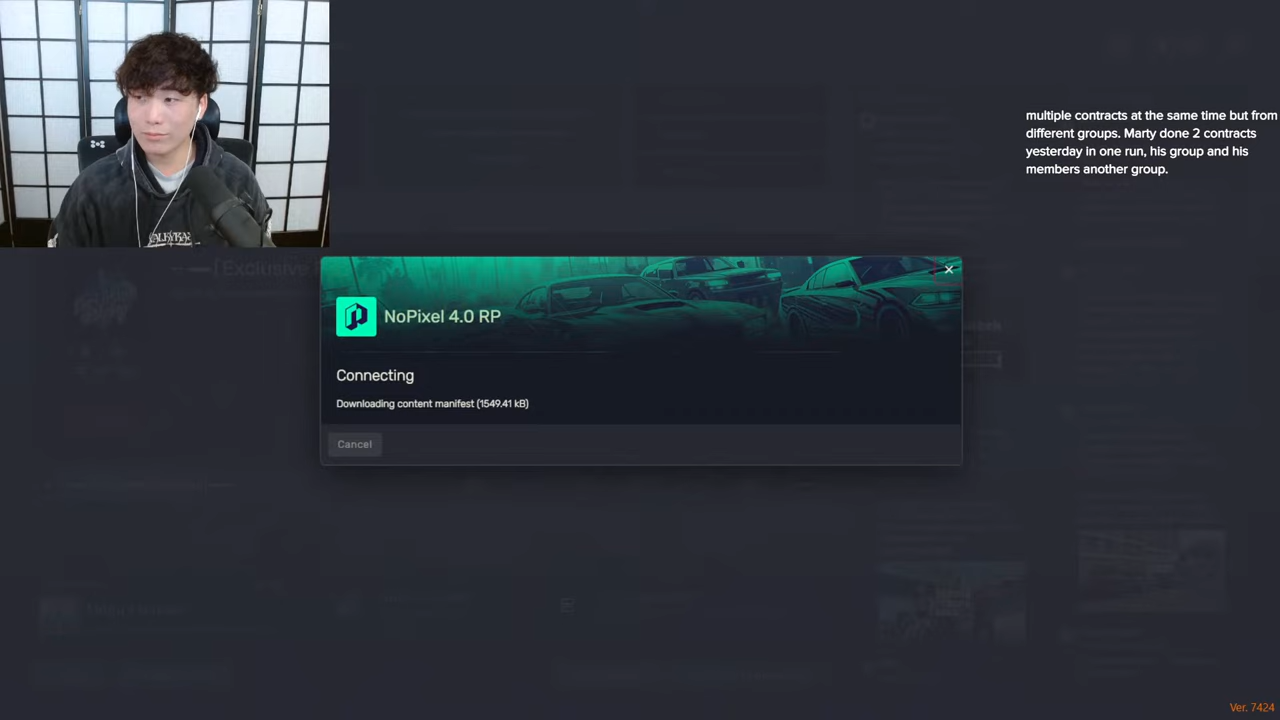 multiple contracts at the same time but from
different groups. Marty done 2 contracts
yesterday in one run, his group and his
members another group.
[Exclusive
NoPixel 4.0 RP
Connecting
Downloading content manifest (1549.41 kB)
Cancel
Ver. 7424